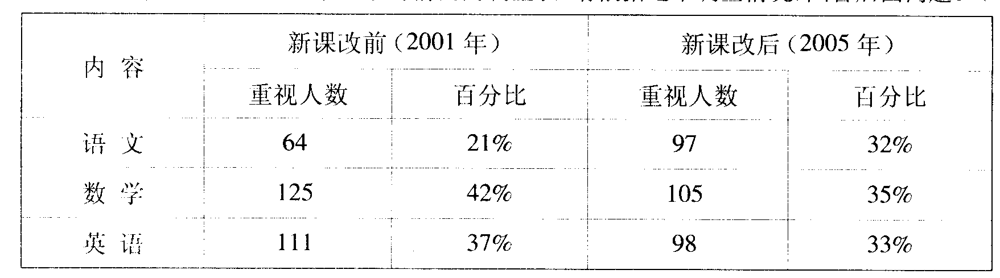 新课改前(2001 年) 新课改后(2005 年)
内 容
重视人数 百分比 重视人数 百分比
语 文 64 21% 97 32%
数 学 125 42% 105 35%
英 语 111 37% 98 33%